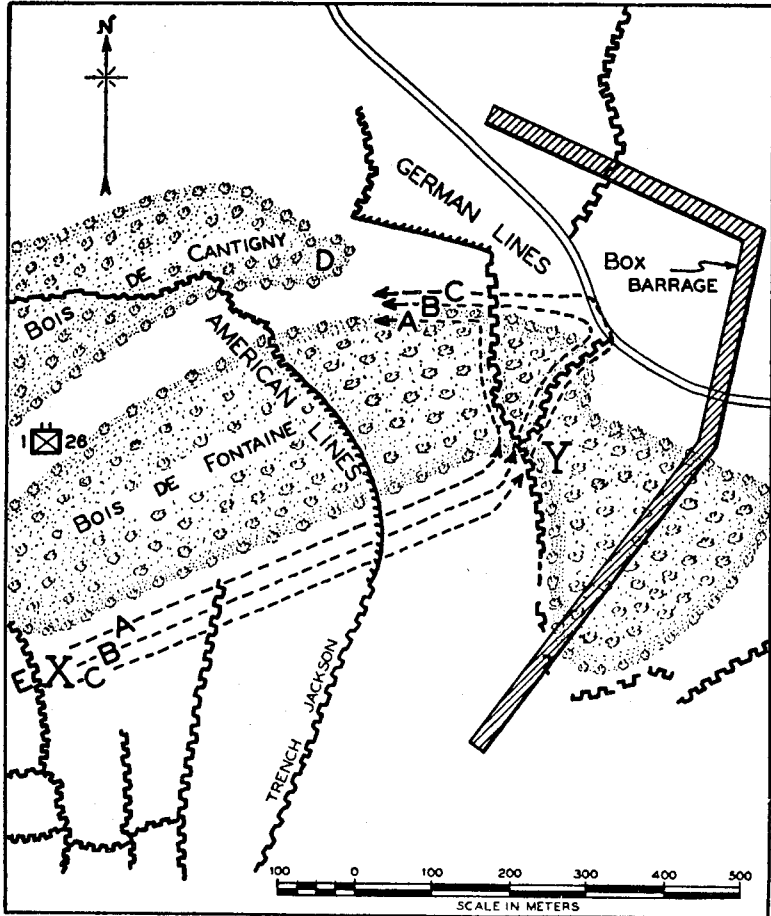 N
GERMAN LINES
BOIS DE CANTIGNY
D
BOX
BARRAGE
C
B
A
AMERICAN LINES
1 26
BOIS DE FONTAINE
Y
A
B
C
E X
TRENCH JACKSON
100 0 100 200 300 400 500
SCALE IN METERS